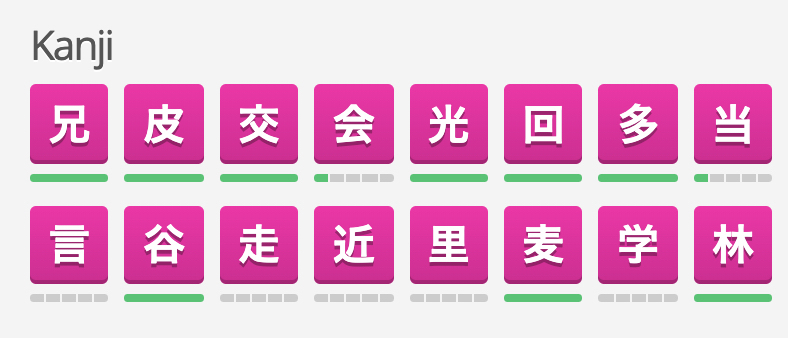 Kanji
兄 皮 交 会 光 回 多 当
言 谷 走 近 里 麦 学 林